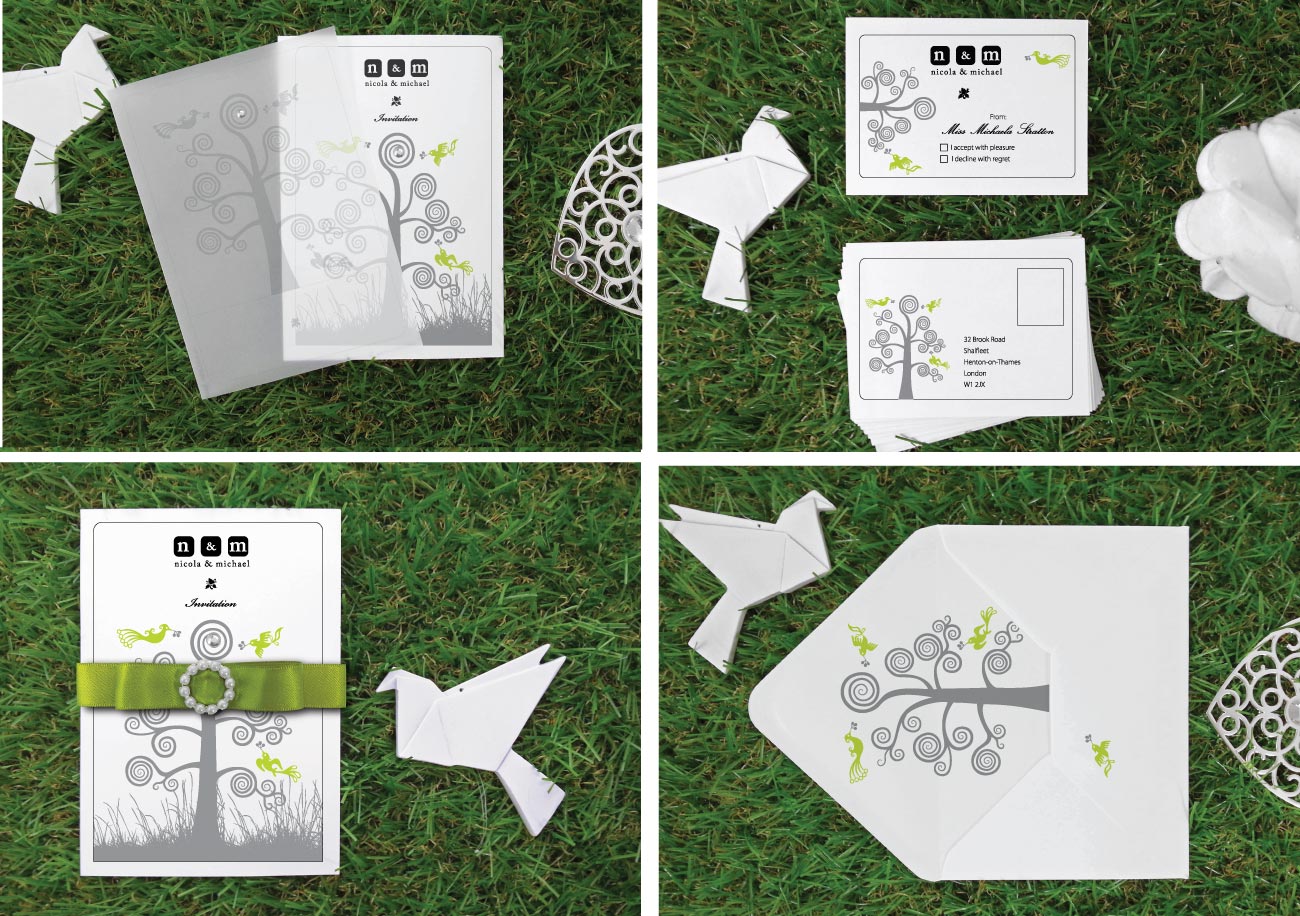 n & m
nicola & michael
Invitation
n & m
nicola & michael
From:
Miss Michaela Stratton
I accept with pleasure
I decline with regret
32 Brook Road
Shalfleet
Henton-on-Thames
London
W1 2JX
n & m
nicola & michael
Invitation